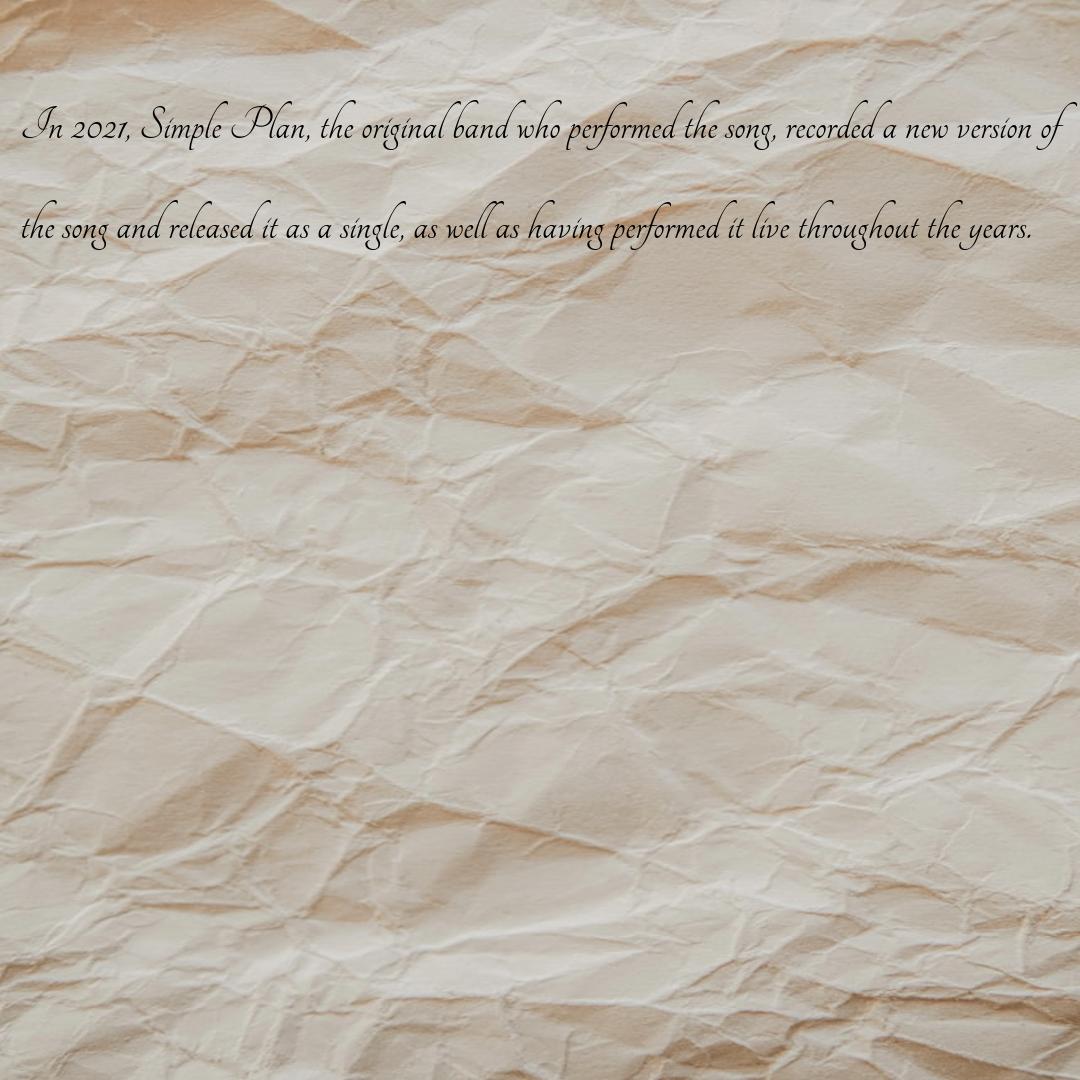 In 2021, Simple Plan, the original band who performed the song, recorded a new version of
the song and released it as a single, as well as having performed it live throughout the years.